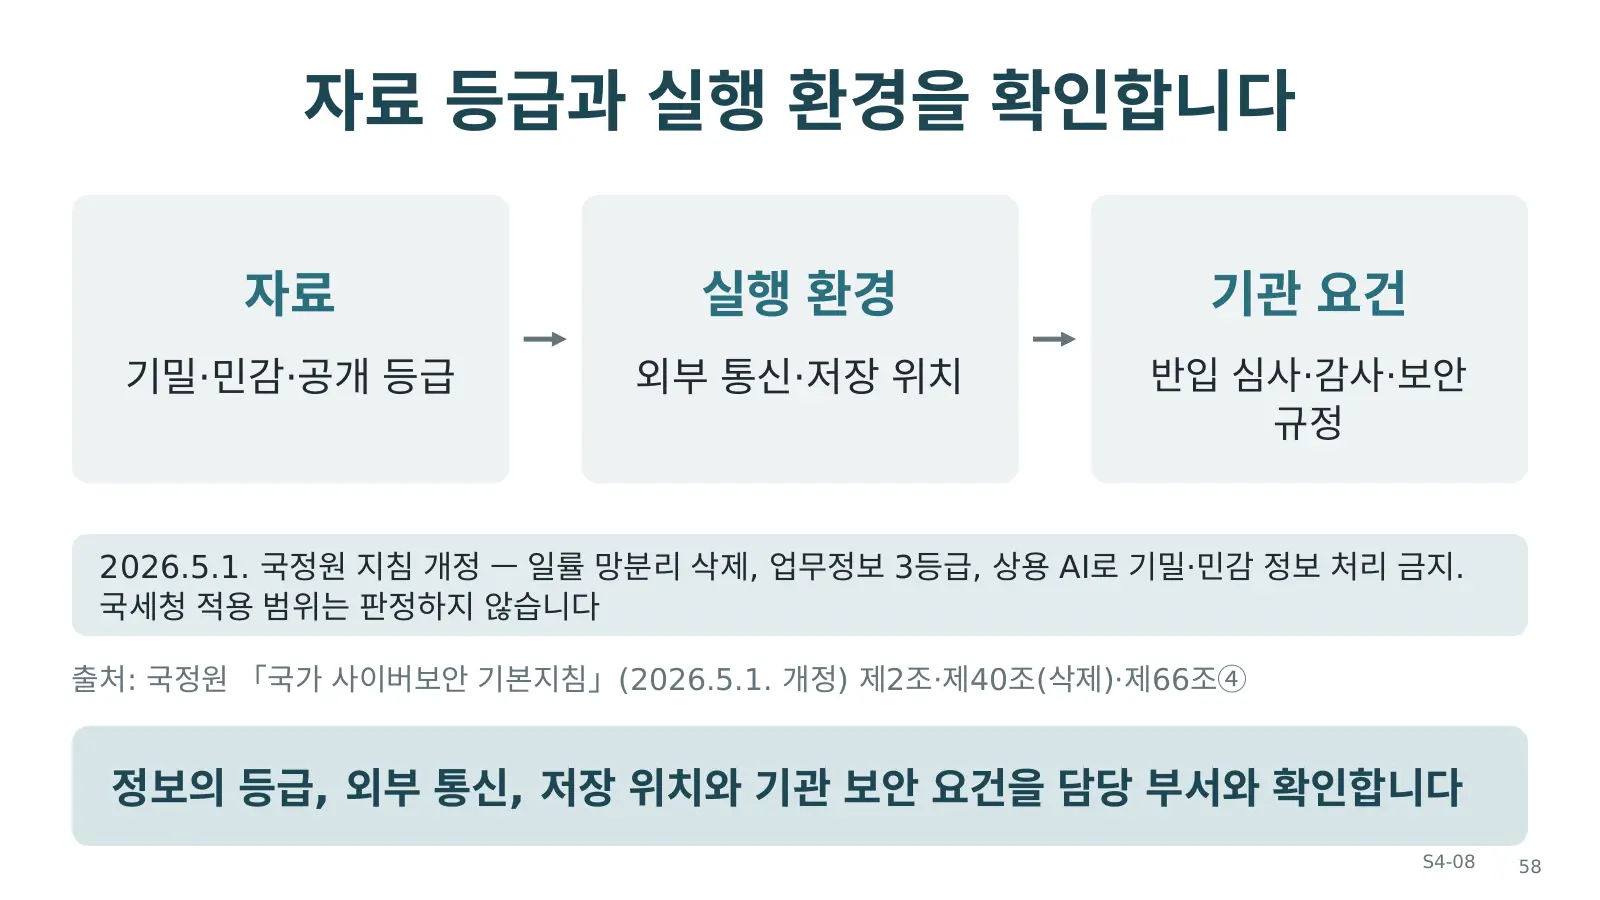 자료 등급과 실행 환경을 확인합니다
자료
기밀·민감·공개 등급
실행 환경
외부 통신·저장 위치
기관 요건
반입 심사·감사·보안
규정
2026.5.1. 국정원 지침 개정 — 일률 망분리 삭제, 업무정보 3등급, 상용 AI로 기밀·민감 정보 처리 금지.
국세청 적용 범위는 판정하지 않습니다
출처: 국정원 「국가 사이버보안 기본지침」(2026.5.1. 개정) 제2조·제40조(삭제)·제66조④
정보의 등급, 외부 통신, 저장 위치와 기관 보안 요건을 담당 부서와 확인합니다
S4-08
58